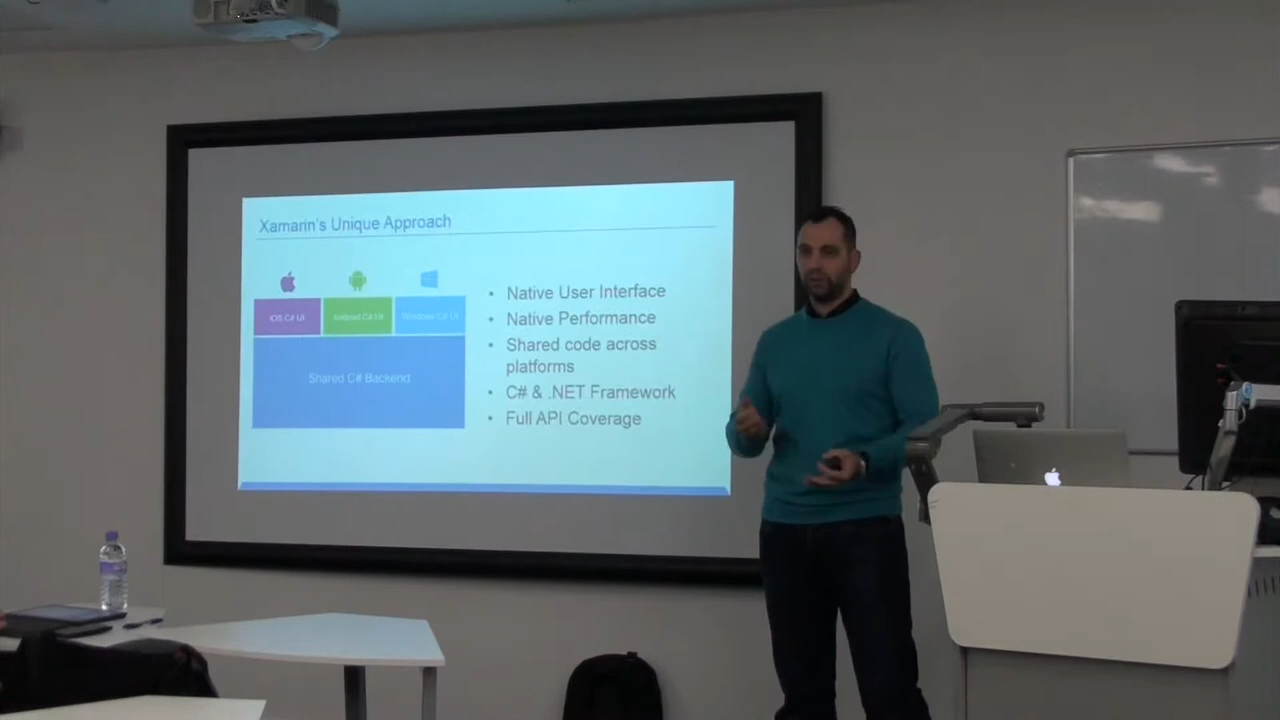 Xamarin's Unique Approach
iOS C# UI
Android C# UI
Windows C# UI
Shared C# Backend
• Native User Interface
• Native Performance
• Shared code across
platforms
• C# & .NET Framework
• Full API Coverage